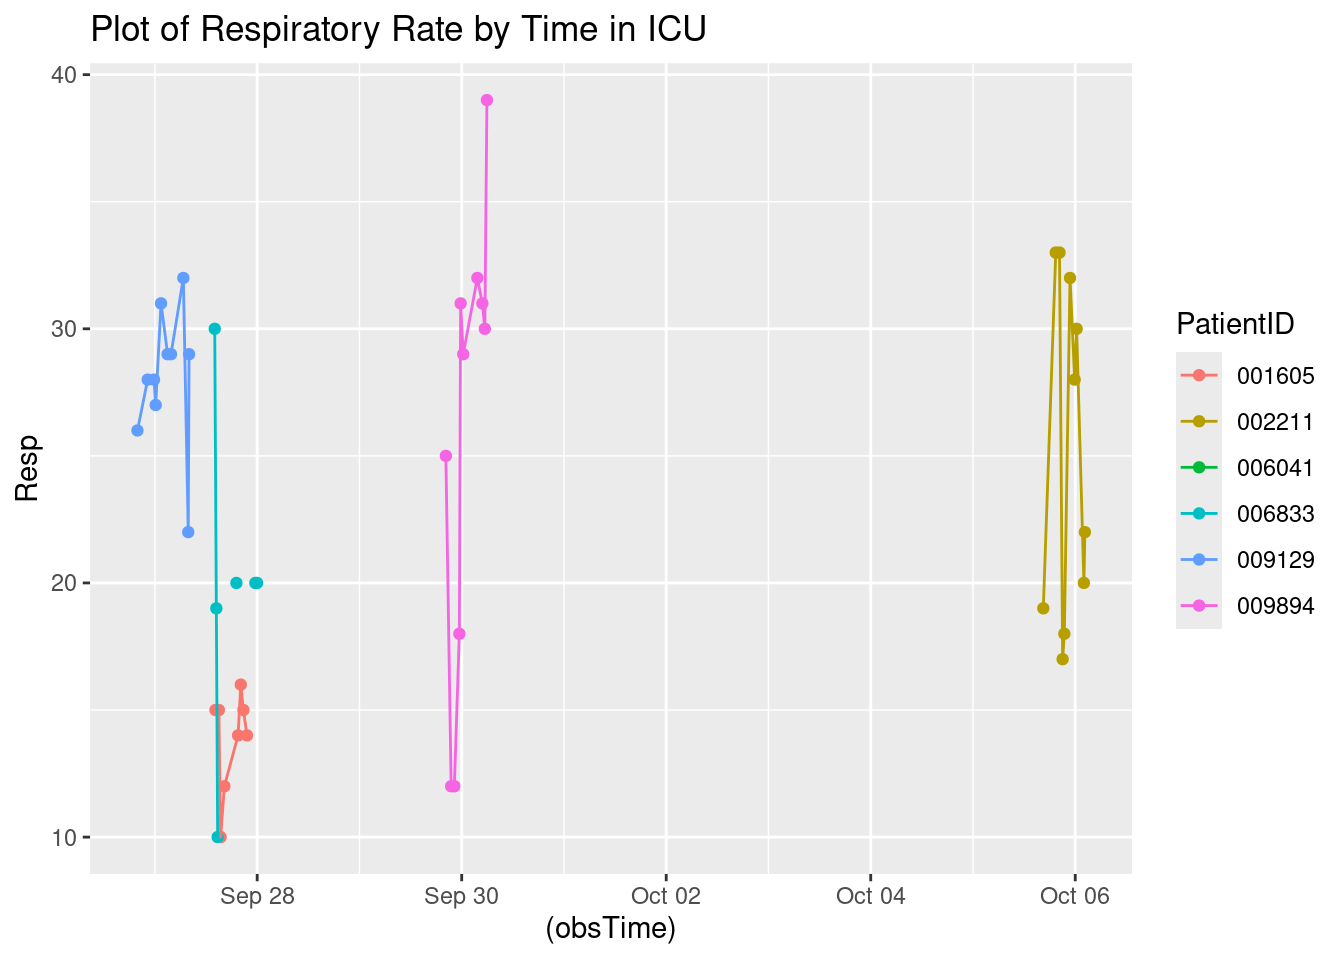 Plot of Respiratory Rate by Time in ICU
40
30
20
10
Resp
Sep 28
Sep 30
Oct 02
Oct 04
Oct 06
(obsTime)
PatientID
001605
002211
006041
006833
009129
009894